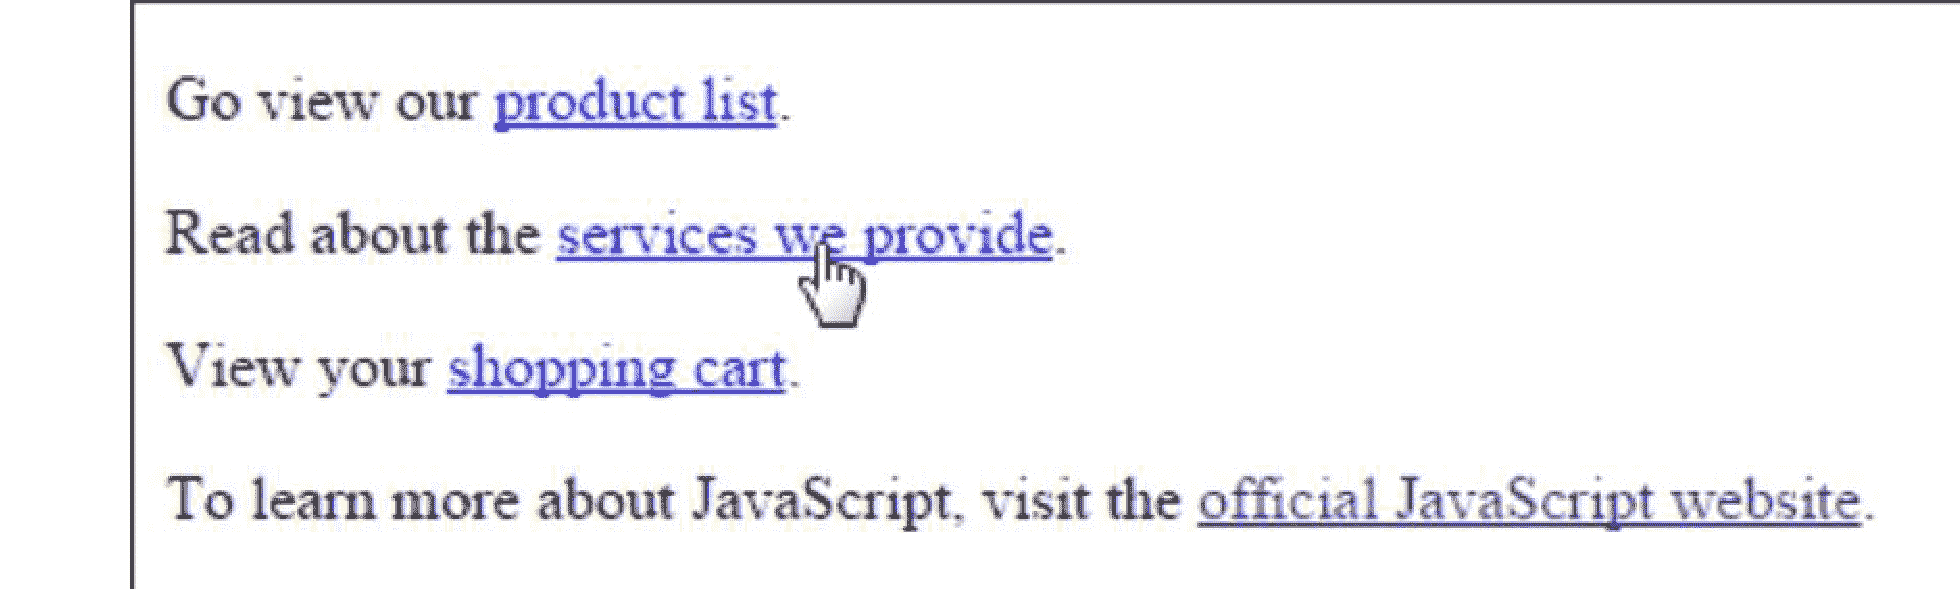 Go view our product list.
Read about the services we provide.
View your shopping cart.
To learn more about JavaScript, visit the official JavaScript website.